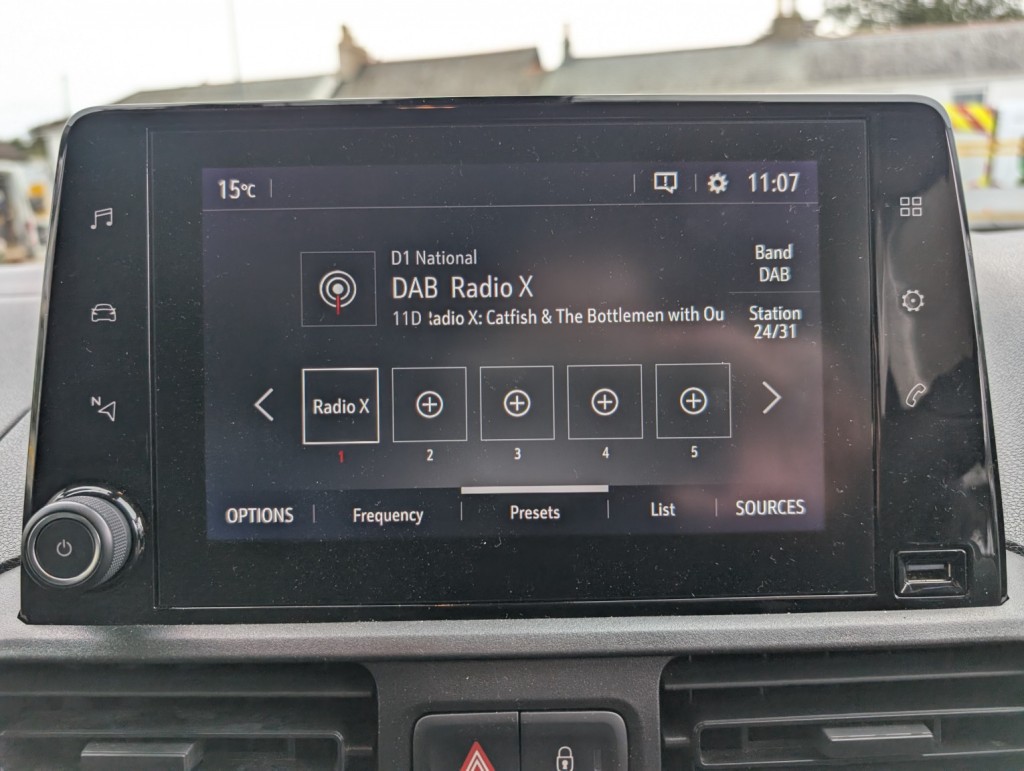 15°C
11:07
D1 National
DAB Radio X
11D adio X: Catfish & The Bottlemen with Ou
Band
DAB
Station
24/31
N
Radio X
1 2 3 4 5
OPTIONS Frequency Presets List SOURCES